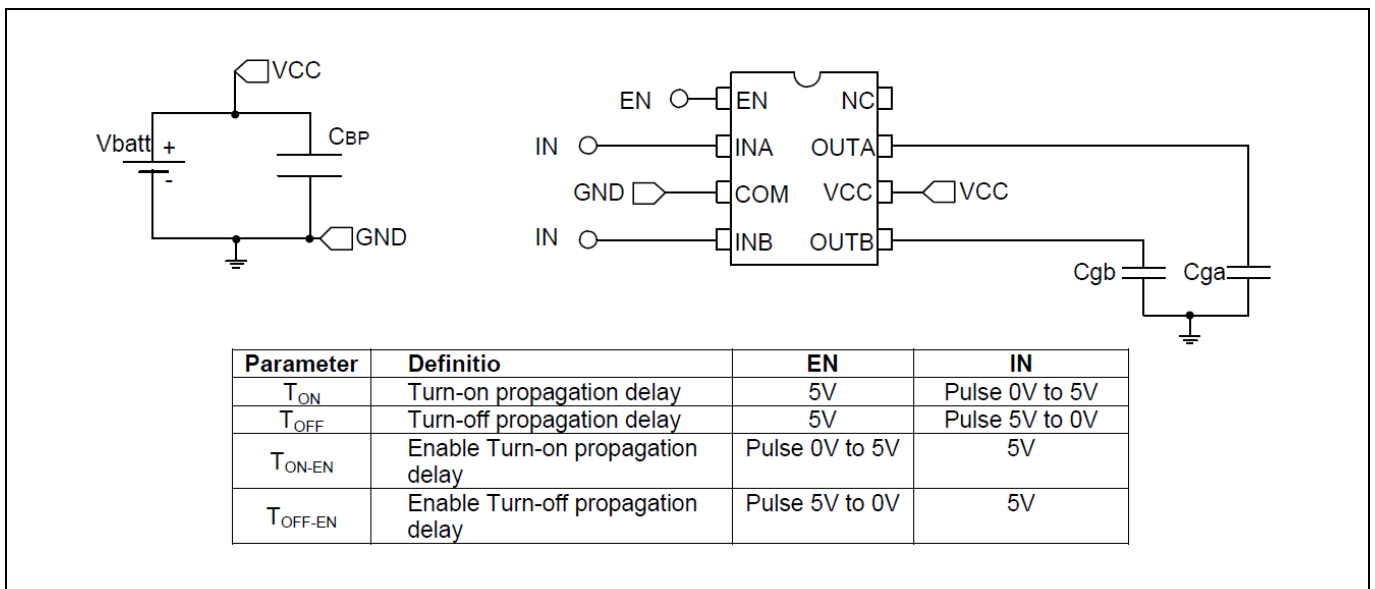 VCC
Vbatt
+
-
CBP
GND
EN
IN
GND
IN
EN NC
INA OUTA
COM VCC
INB OUTB
VCC
Cgb
Cga
Parameter Definitio EN IN
TON Turn-on propagation delay 5V Pulse 0V to 5V
TOFF Turn-off propagation delay 5V Pulse 5V to 0V
TON-EN Enable Turn-on propagation Pulse 0V to 5V 5V
delay
TOFF-EN Enable Turn-off propagation Pulse 5V to 0V 5V
delay